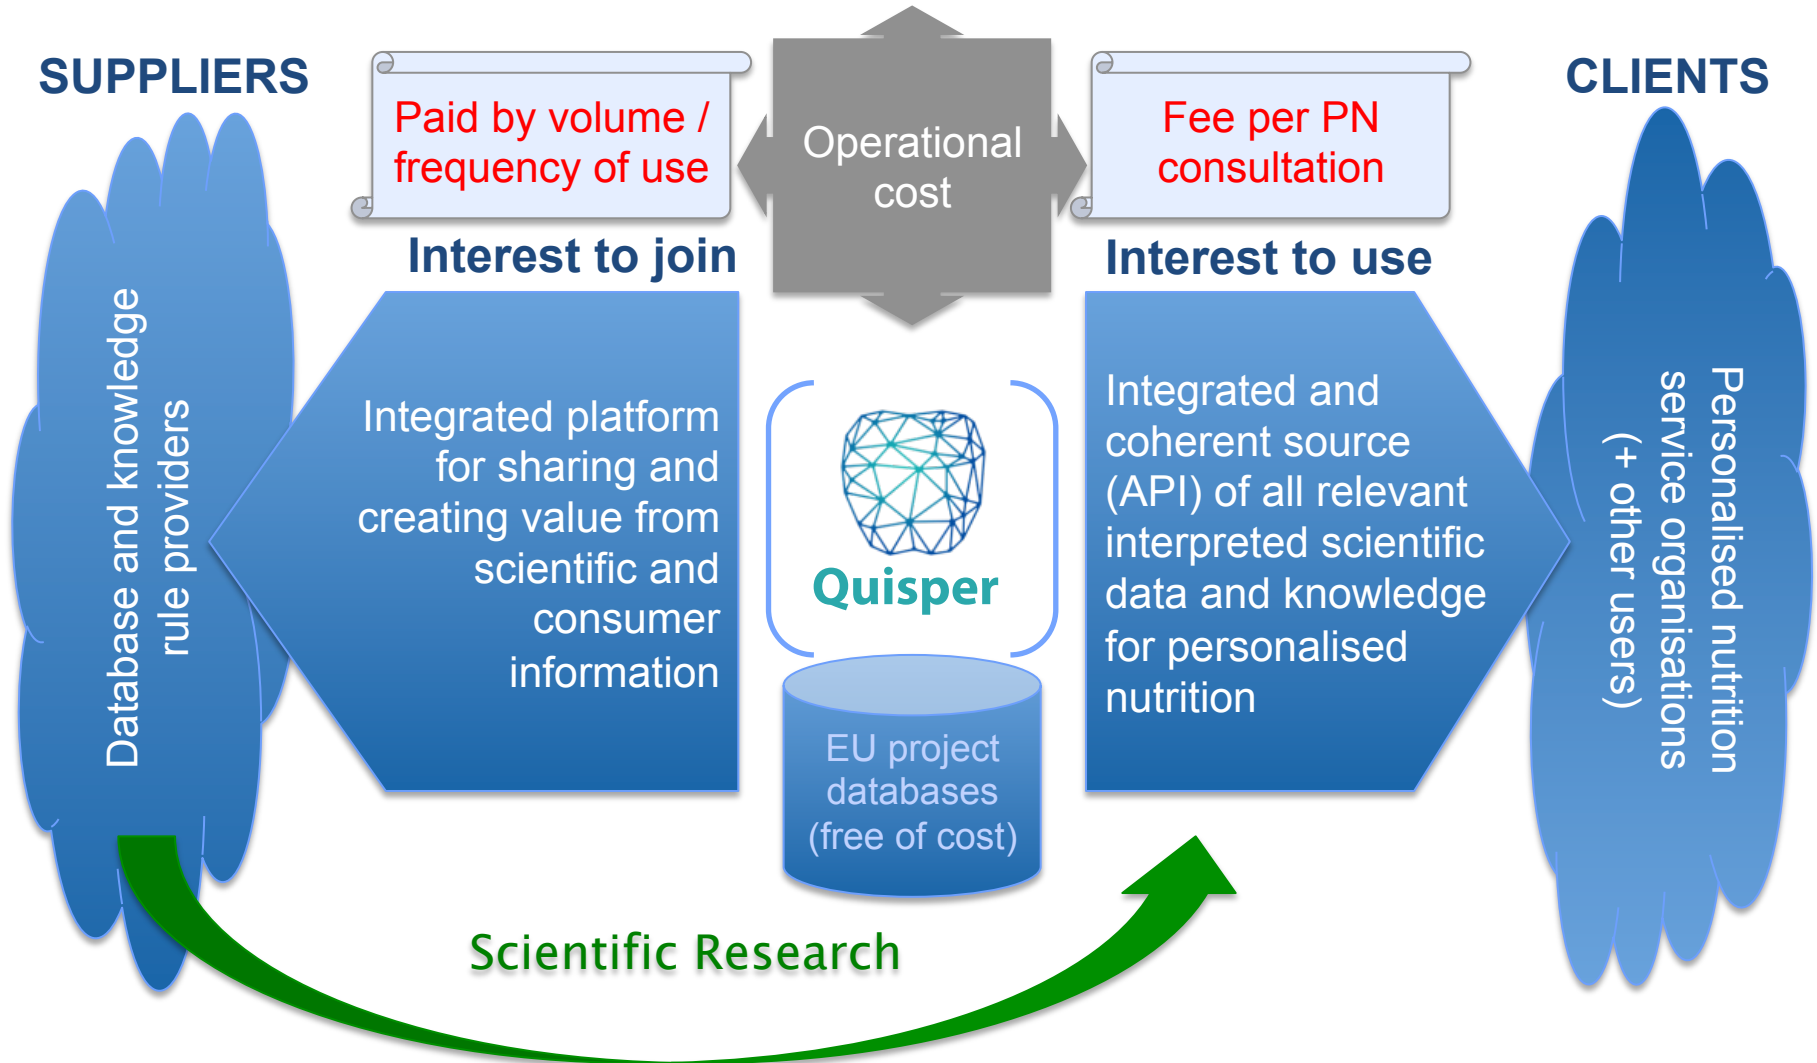 SUPPLIERS
Database and knowledge
rule providers
Paid by volume /
frequency of use
Interest to join
Integrated platform
for sharing and
creating value from
scientific and
consumer
information
Operational
cost
Quisper
EU project
databases
(free of cost)
Fee per PN
consultation
Interest to use
Integrated and
coherent source
(API) of all relevant
interpreted scientific
data and knowledge
for personalised
nutrition
CLIENTS
Personalised nutrition
service organisations
(+ other users)
Scientific Research